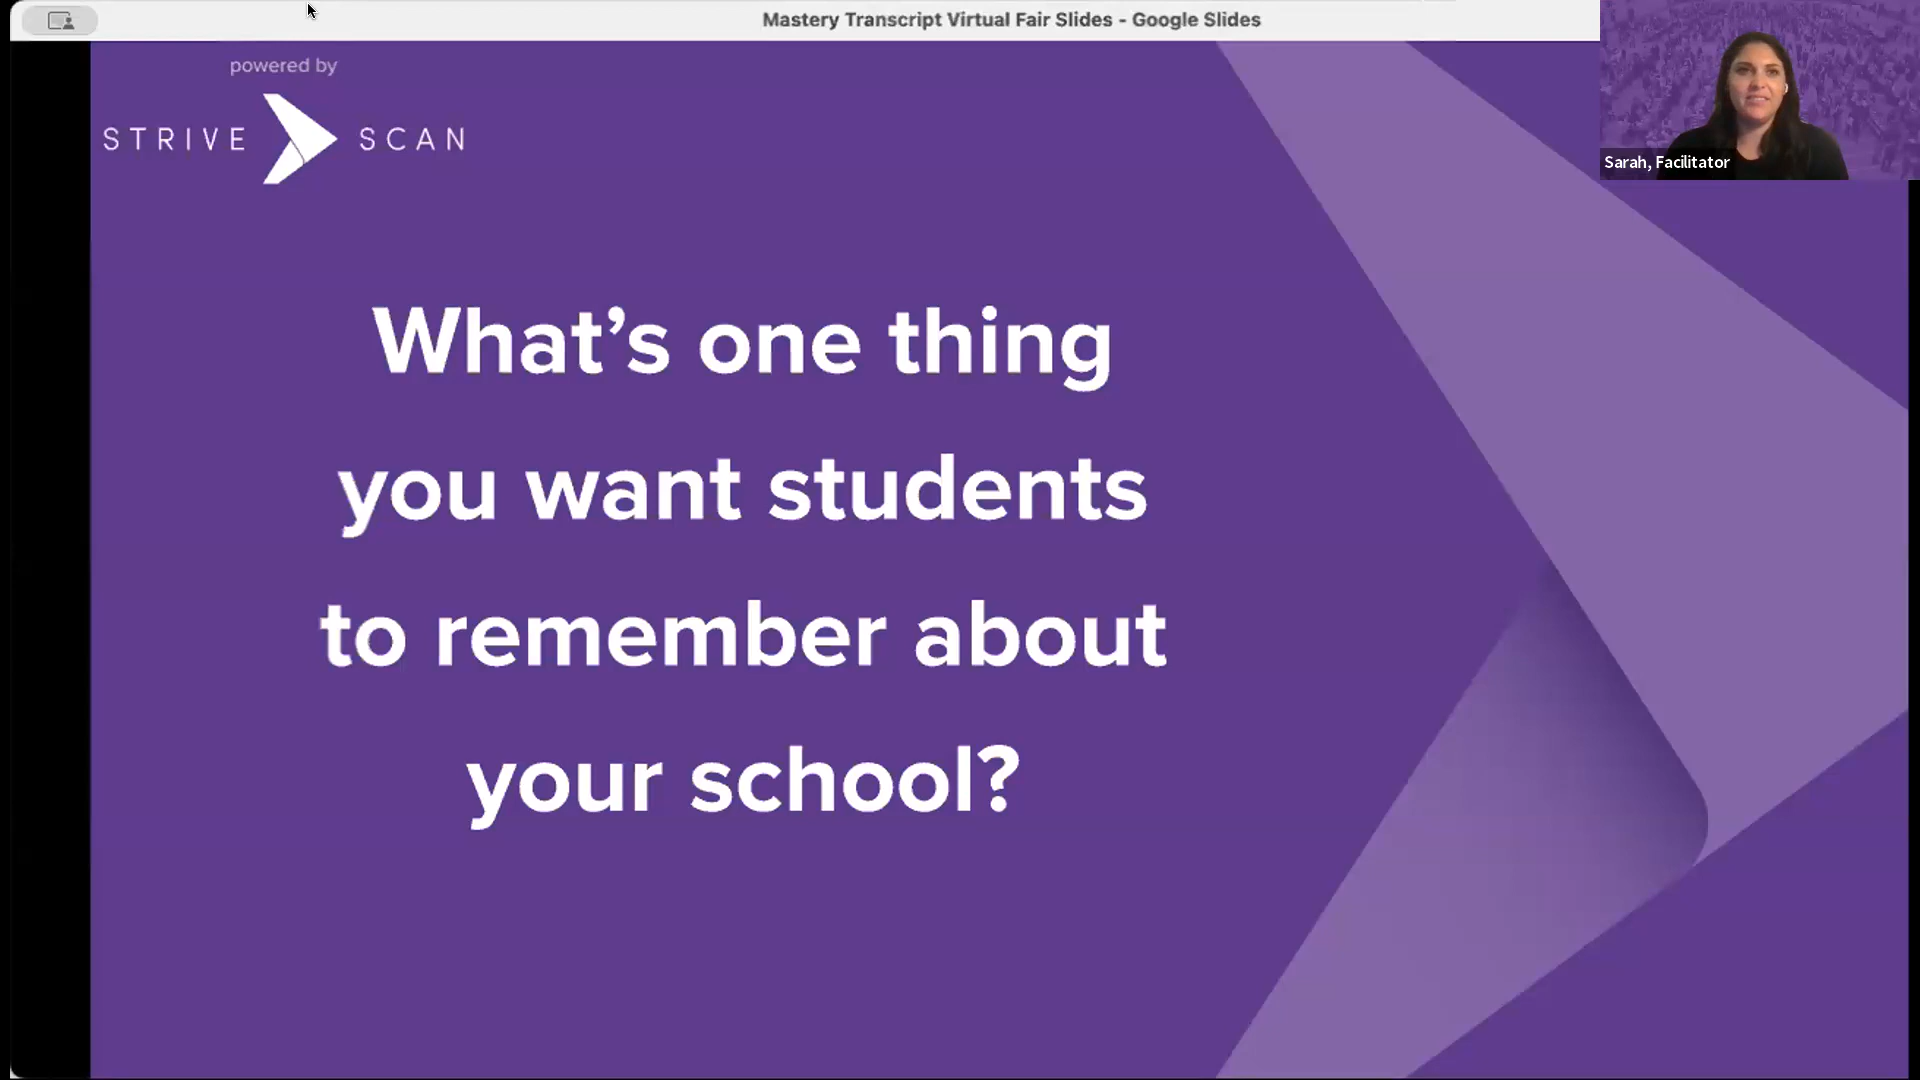 Mastery Transcript Virtual Fair Slides - Google Slides
powered by
STRIVE SCAN
Sarah, Facilitator
What’s one thing
you want students
to remember about
your school?